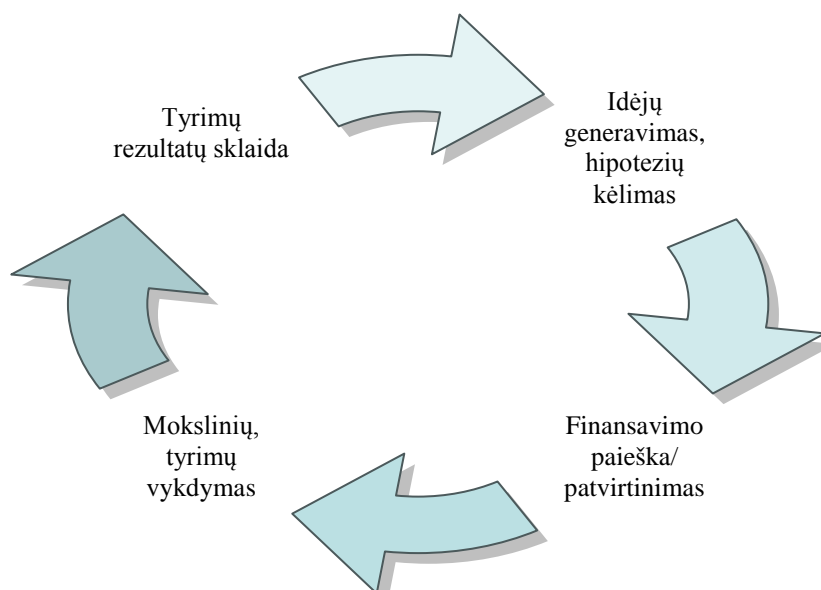 Tyrimų
rezultatų sklaida
Idėjų
generavimas,
hipotezių
kėlimas
Finansavimo
paieška/
patvirtinimas
Mokslinių,
tyrimų
vykdymas